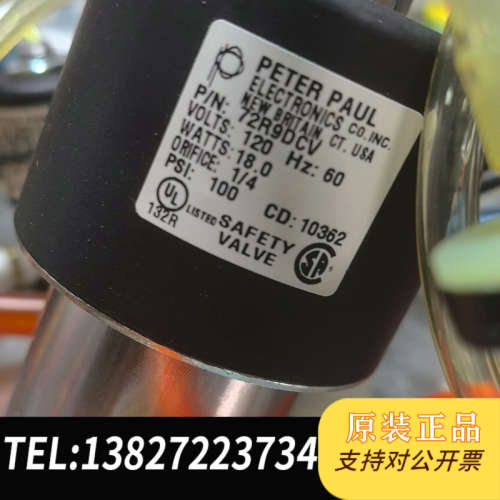 PETER PAUL
ELECTRONICS CO. INC.
NEW BRITAIN CT. USA
P/N: 72R9DCV
VOLTS: 120 Hz: 60
WATTS: 18.0
ORIFICE: 1/4
PSI: 100 CD: 10362
UL LISTED SAFETY
132R VALVE
SA
TEL:13827223734
原装正品
支持对公开票